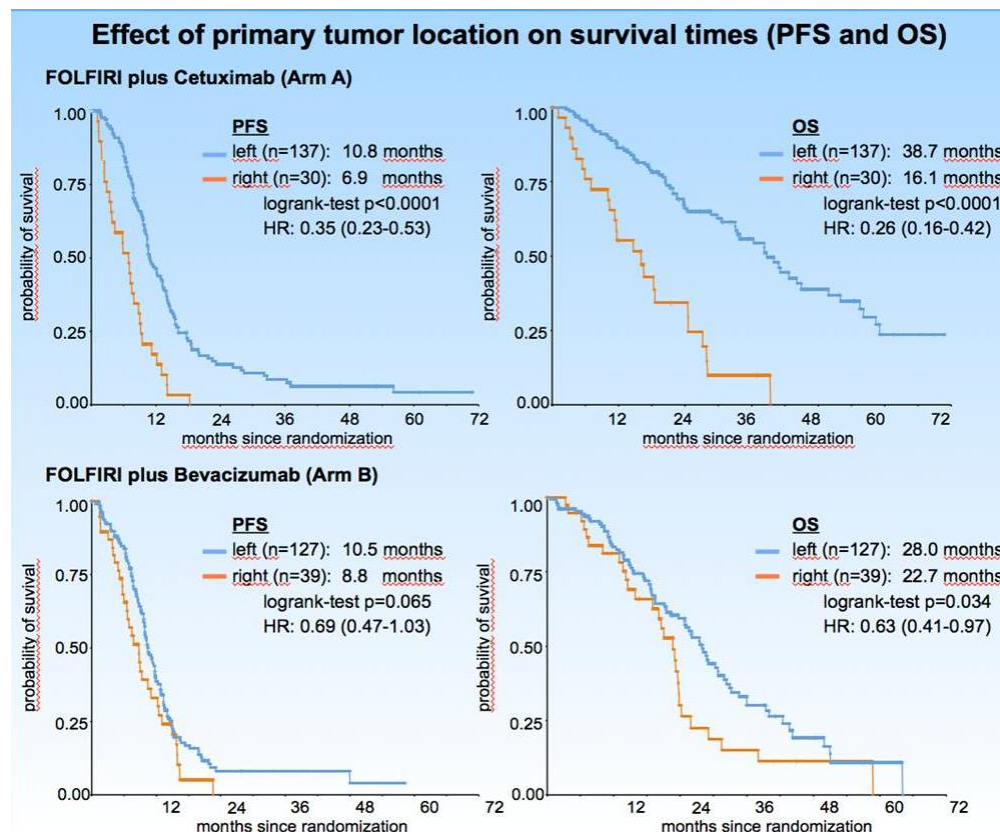 Effect of primary tumor location on survival times (PFS and OS)
FOLFIRI plus Cetuximab (Arm A)
1.00
0.75
0.50
0.25
0.00
probability of suvival
PFS
left (n=137): 10.8 months
right (n=30): 6.9 months
logrank-test p<0.0001
HR: 0.35 (0.23-0.53)
12 24 36 48 60 72
months since randomization
1.00
0.75
0.50
0.25
0.00
probability of suvival
OS
left (n=137): 38.7 months
right (n=30): 16.1 months
logrank-test p<0.0001
HR: 0.26 (0.16-0.42)
12 24 36 48 60 72
months since randomization
FOLFIRI plus Bevacizumab (Arm B)
1.00
0.75
0.50
0.25
0.00
probability of suvival
PFS
left (n=127): 10.5 months
right (n=39): 8.8 months
logrank-test p=0.065
HR: 0.69 (0.47-1.03)
12 24 36 48 60 72
months since randomization
1.00
0.75
0.50
0.25
0.00
probability of suvival
OS
left (n=127): 28.0 months
right (n=39): 22.7 months
logrank-test p=0.034
HR: 0.63 (0.41-0.97)
12 24 36 48 60 72
months since randomization